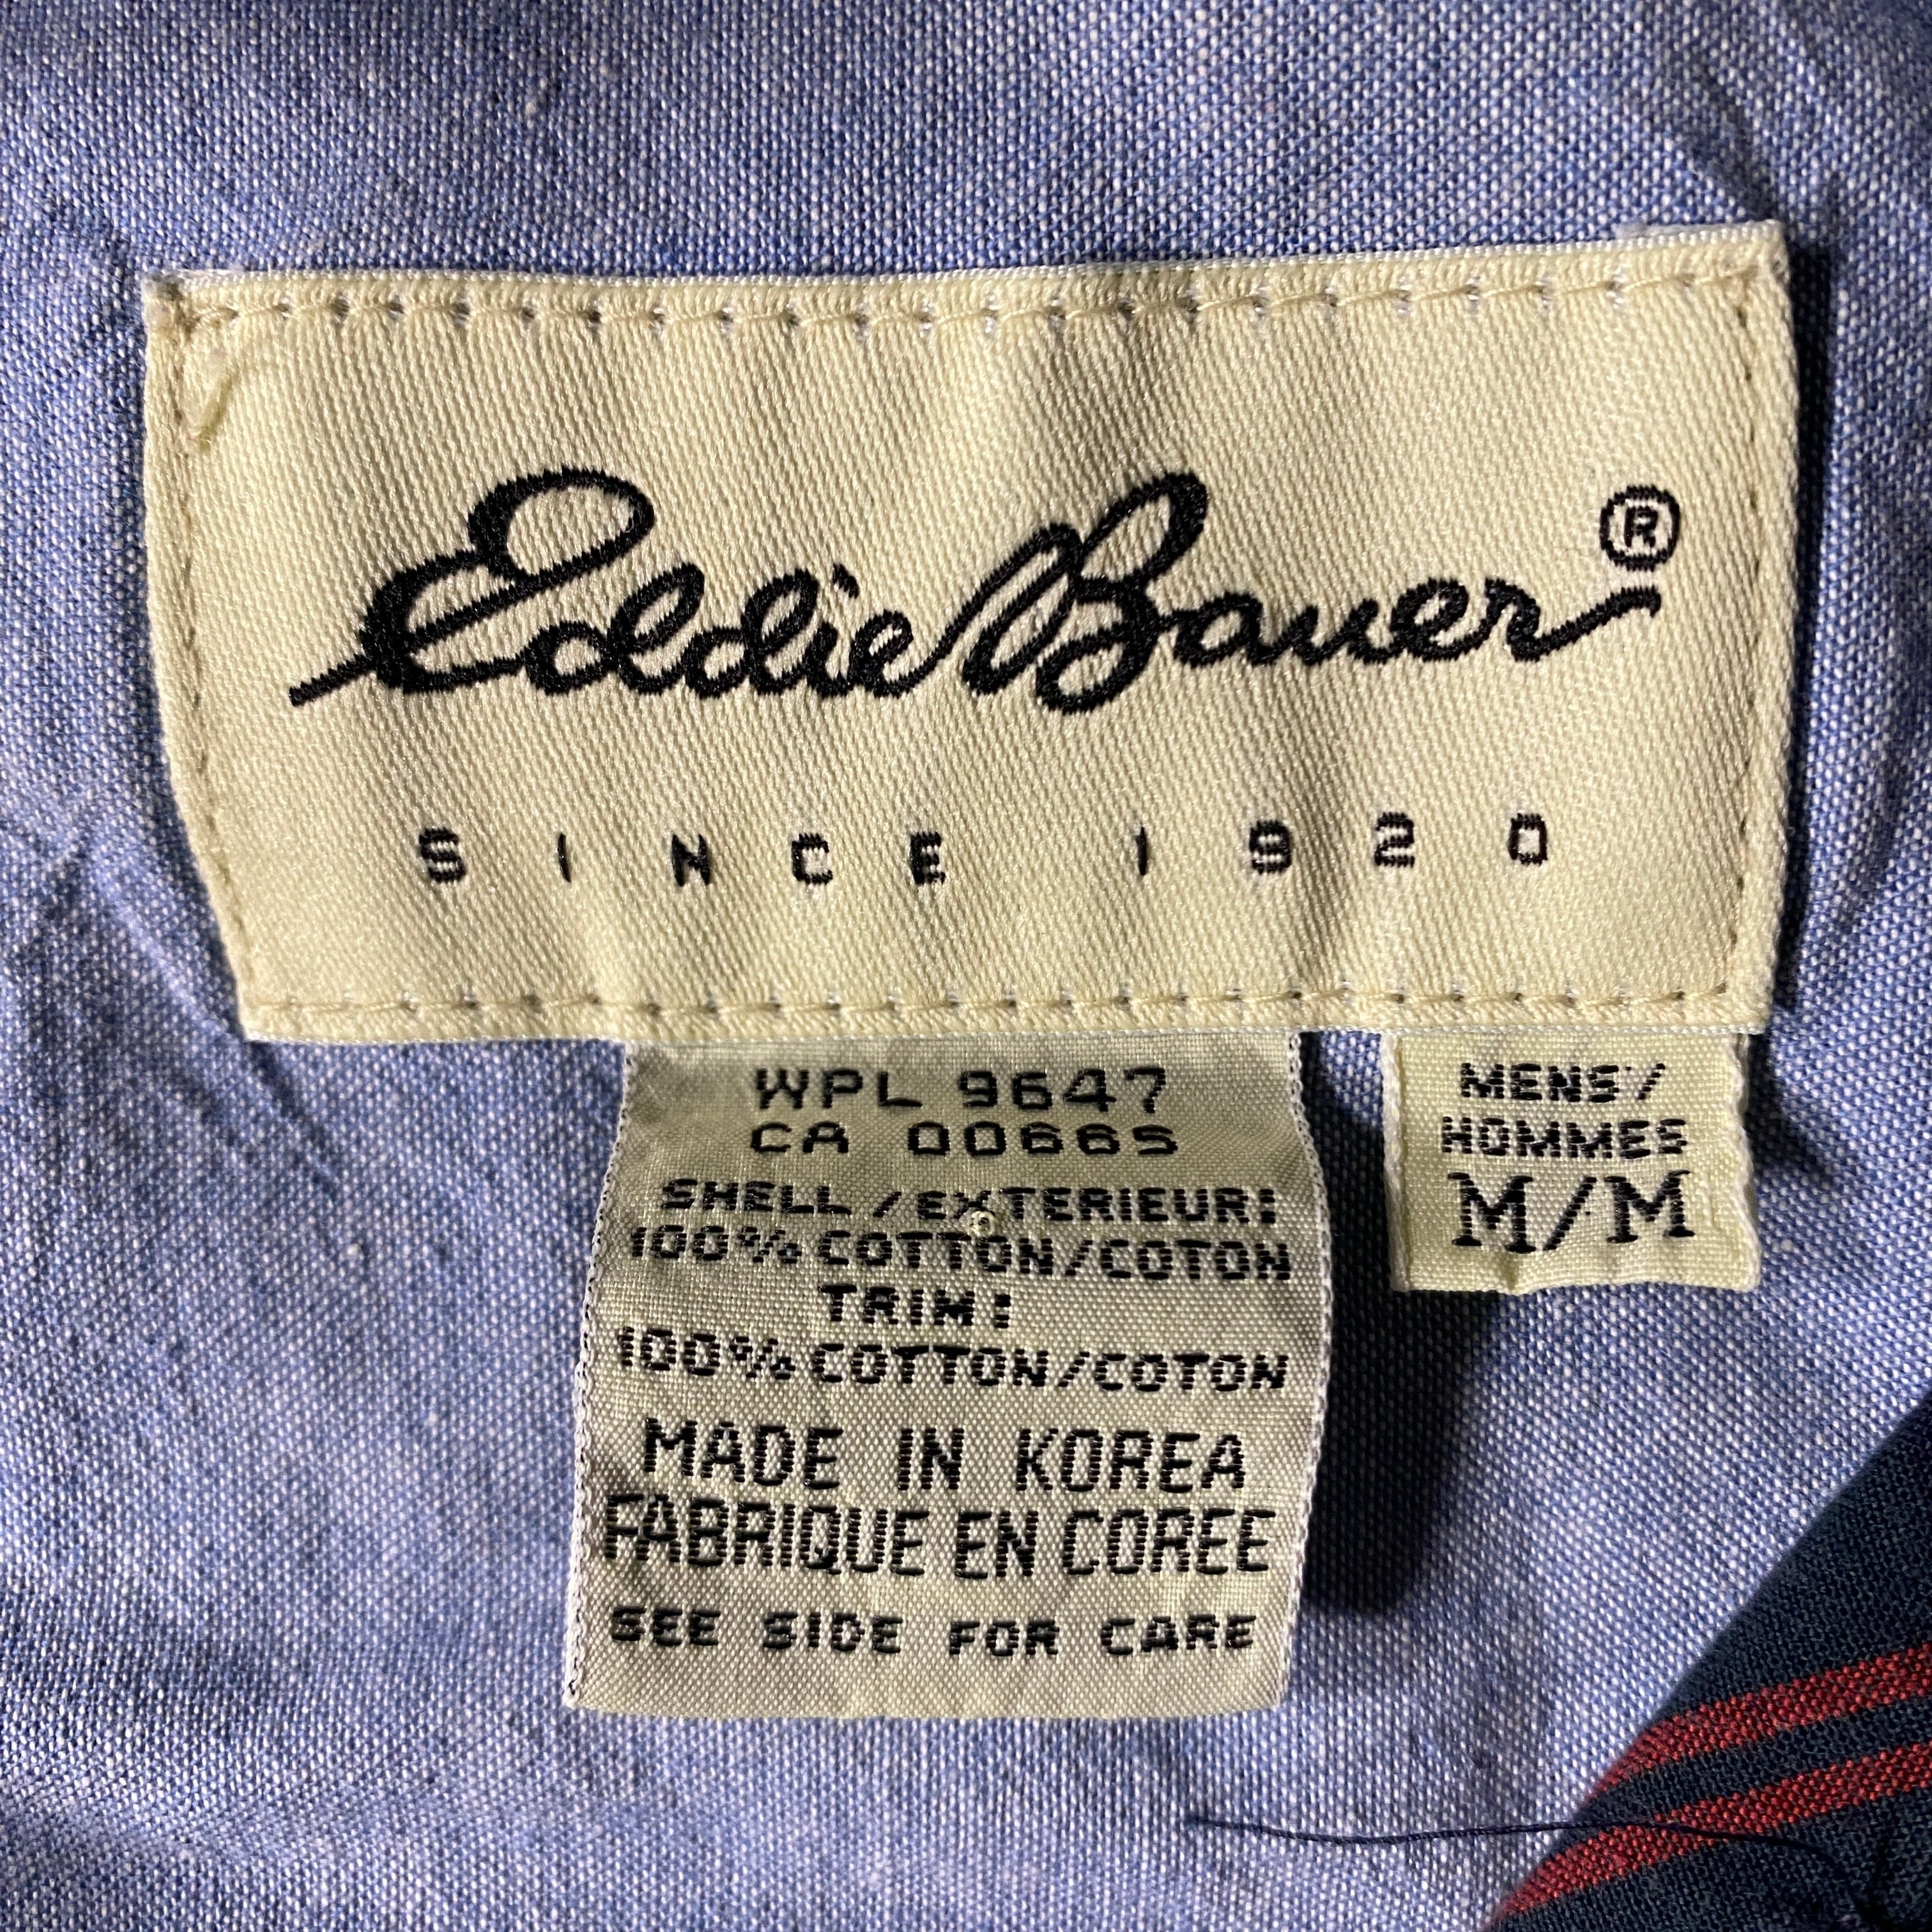 Eddie Bauer®
SINCE 1920
WPL 9647
CA 00665
SHELL/EXTERIEUR:
100% COTTON/COTON
TRIM:
100% COTTON/COTON
MADE IN KOREA
FABRIQUE EN COREE
SEE SIDE FOR CARE
MENS'/
HOMMES
M/M